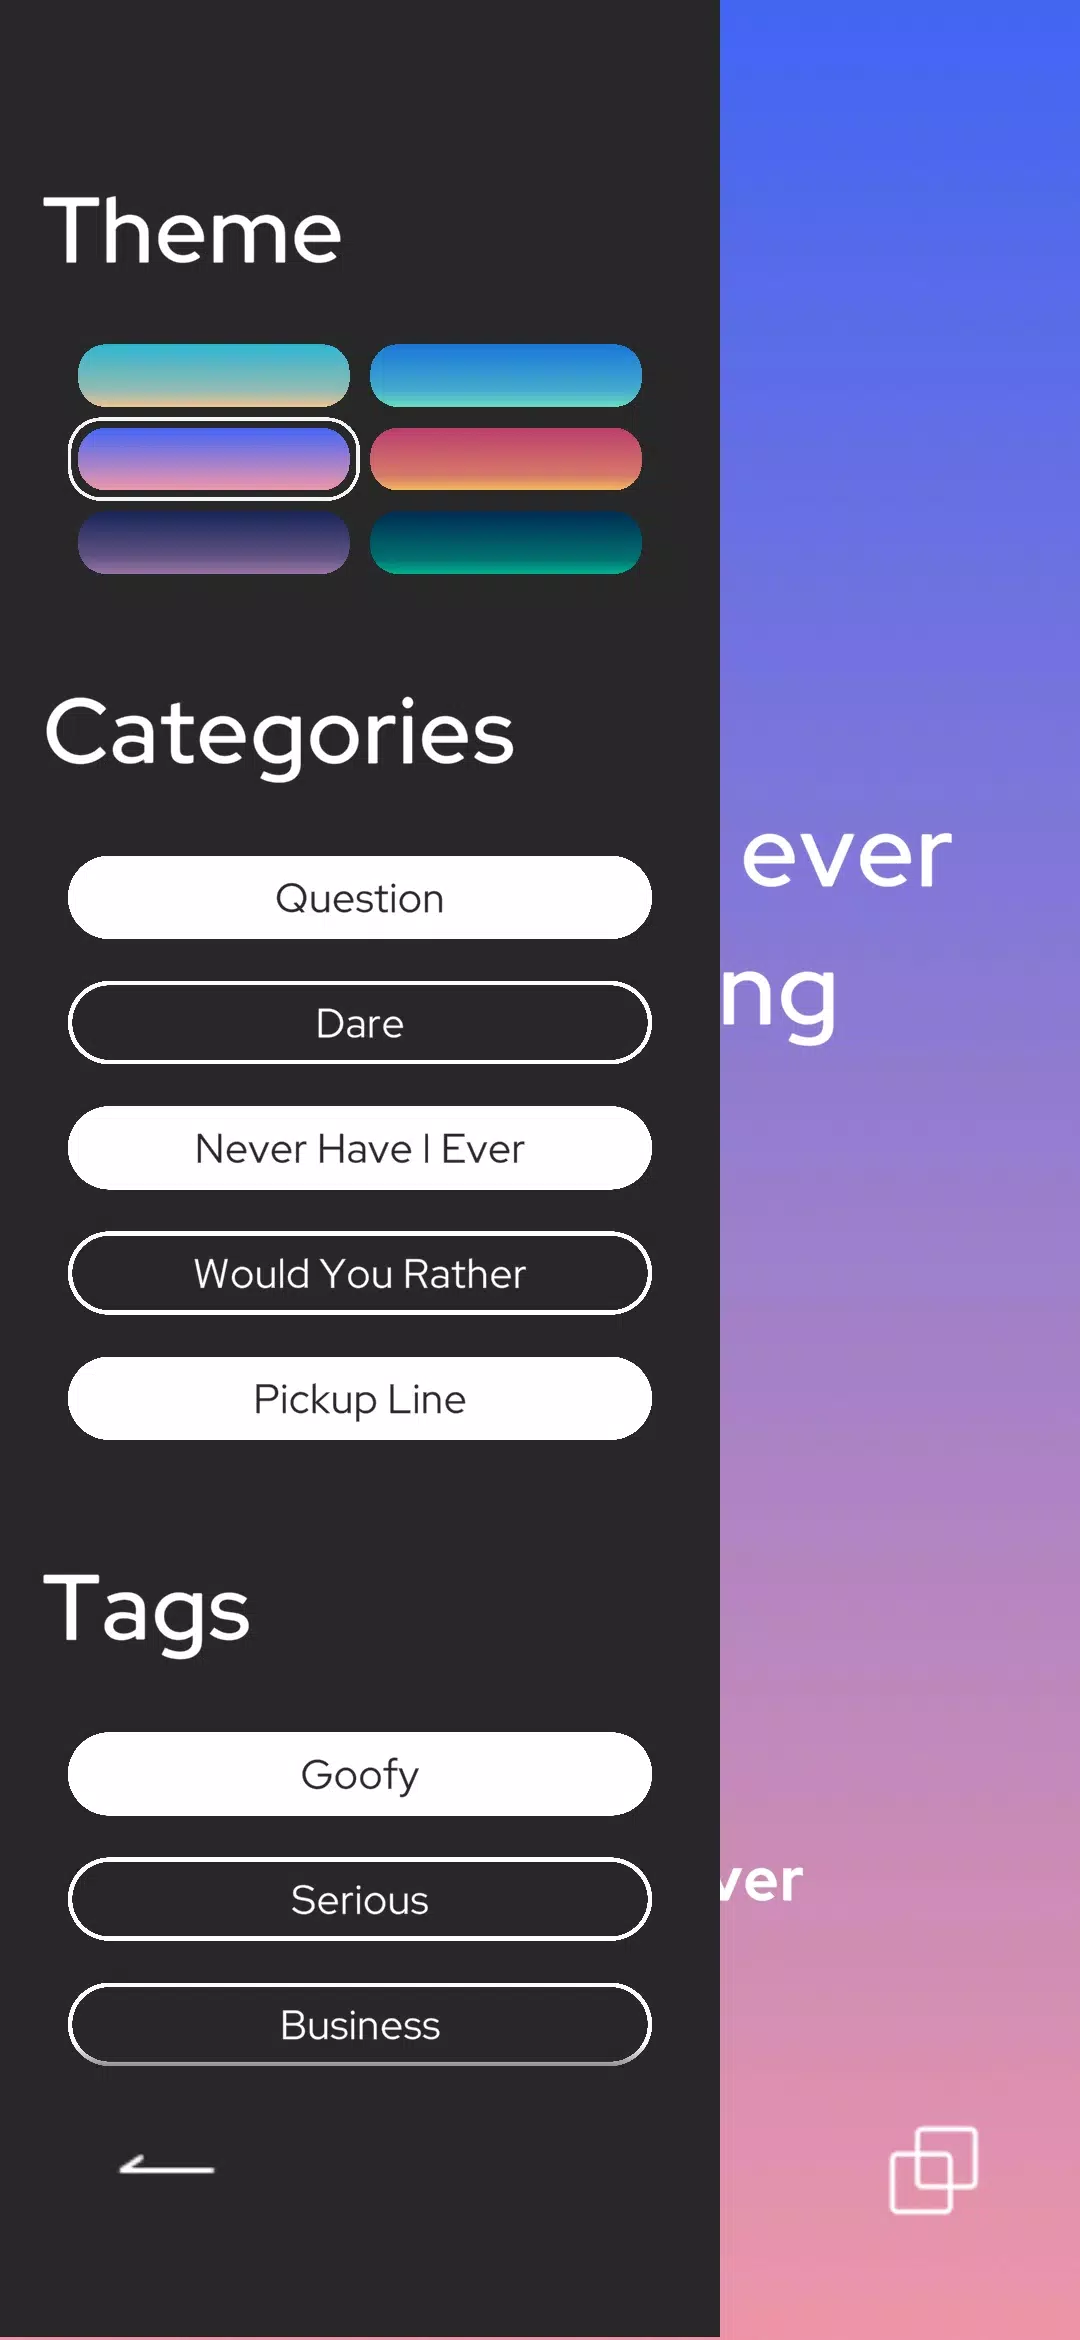 Theme
Categories
ever
Question
ng
Dare
Never Have I Ever
Would You Rather
Pickup Line
Tags
Goofy
Serious
ver
Business